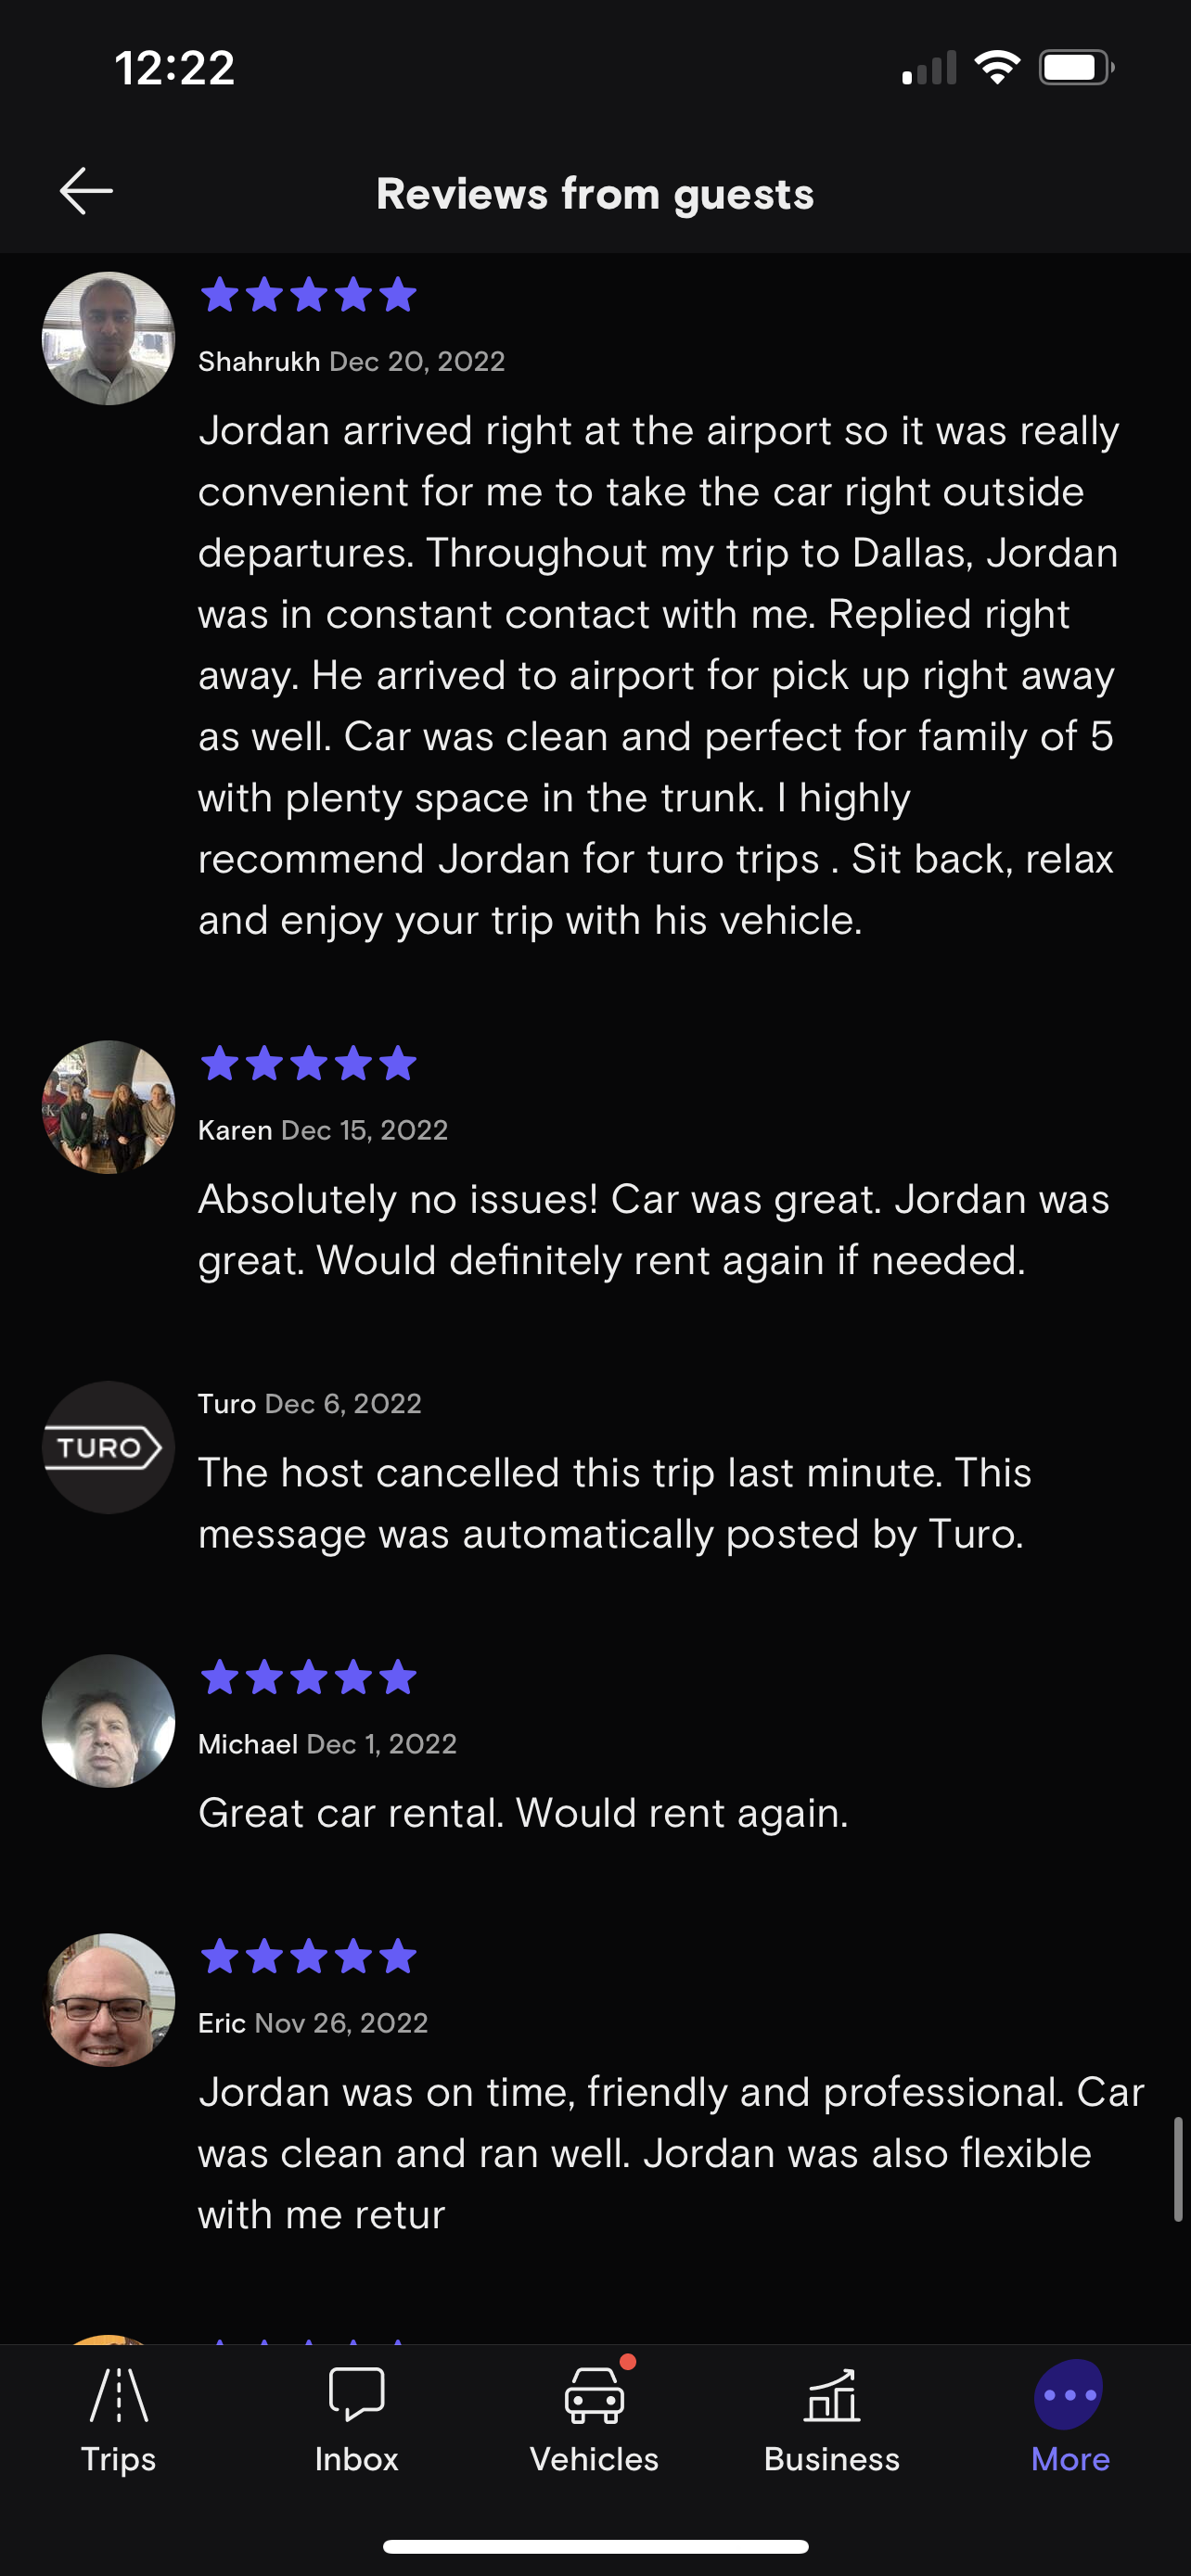 12:22
Reviews from guests
Shahrukh Dec 20, 2022
Jordan arrived right at the airport so it was really
convenient for me to take the car right outside
departures. Throughout my trip to Dallas, Jordan
was in constant contact with me. Replied right
away. He arrived to airport for pick up right away
as well. Car was clean and perfect for family of 5
with plenty space in the trunk. I highly
recommend Jordan for turo trips . Sit back, relax
and enjoy your trip with his vehicle.
Karen Dec 15, 2022
Absolutely no issues! Car was great. Jordan was
great. Would definitely rent again if needed.
TURO
Turo Dec 6, 2022
The host cancelled this trip last minute. This
message was automatically posted by Turo.
Michael Dec 1, 2022
Great car rental. Would rent again.
Eric Nov 26, 2022
Jordan was on time, friendly and professional. Car
was clean and ran well. Jordan was also flexible
with me retur
Trips
Inbox
Vehicles
Business
More